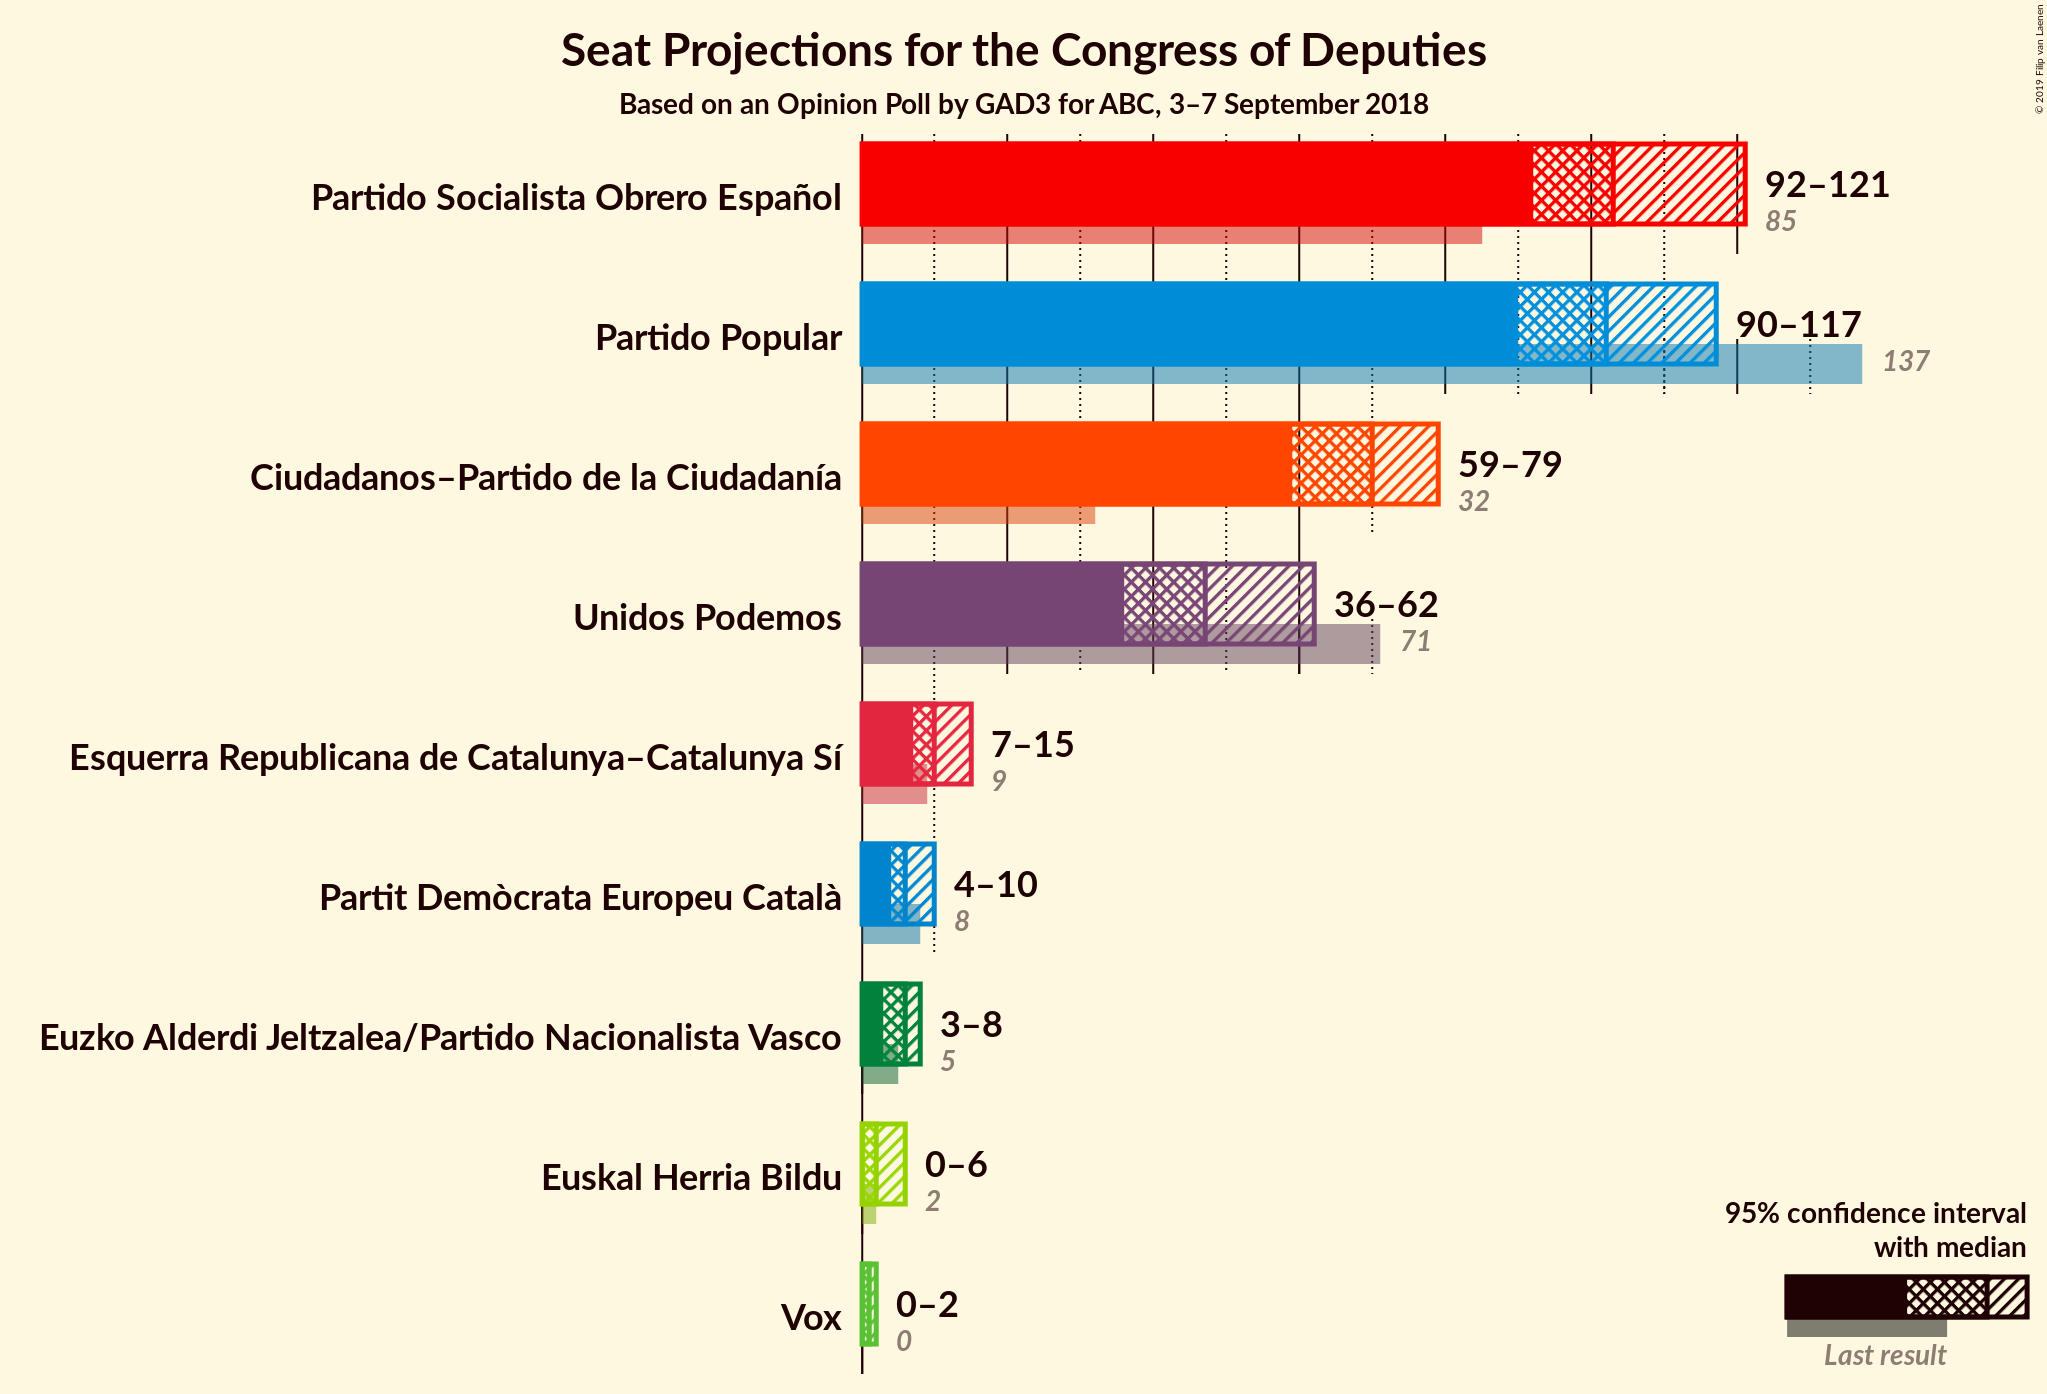 Seat Projections for the Congress of Deputies
Based on an Opinion Poll by GAD3 for ABC, 3–7 September 2018
© 2019 Filip van Laenen
Partido Socialista Obrero Español
92–121
85
Partido Popular
90–117
137
Ciudadanos–Partido de la Ciudadanía
59–79
32
Unidos Podemos
36–62
71
Esquerra Republicana de Catalunya–Catalunya Sí
7–15
9
Partit Demòcrata Europeu Català
4–10
8
Euzko Alderdi Jeltzalea/Partido Nacionalista Vasco
3–8
5
Euskal Herria Bildu
0–6
2
Vox
0–2
0
95% confidence interval
with median
Last result